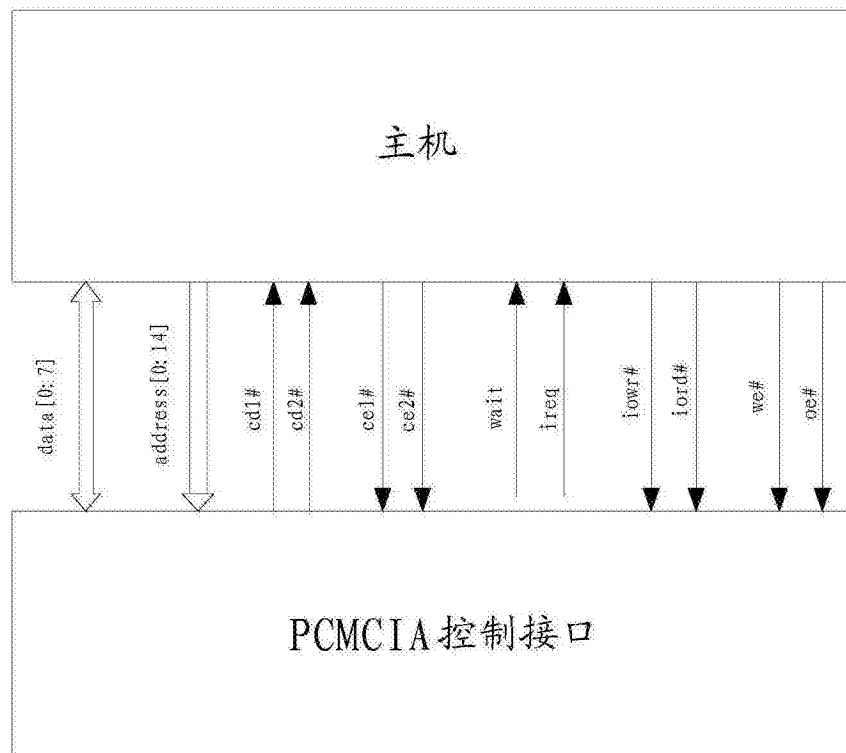 主机
data[0:7]
address[0:14]
cd1#
cd2#
ce1#
ce2#
wait
ireq
iowr#
iord#
we#
oe#
PCMCIA控制接口